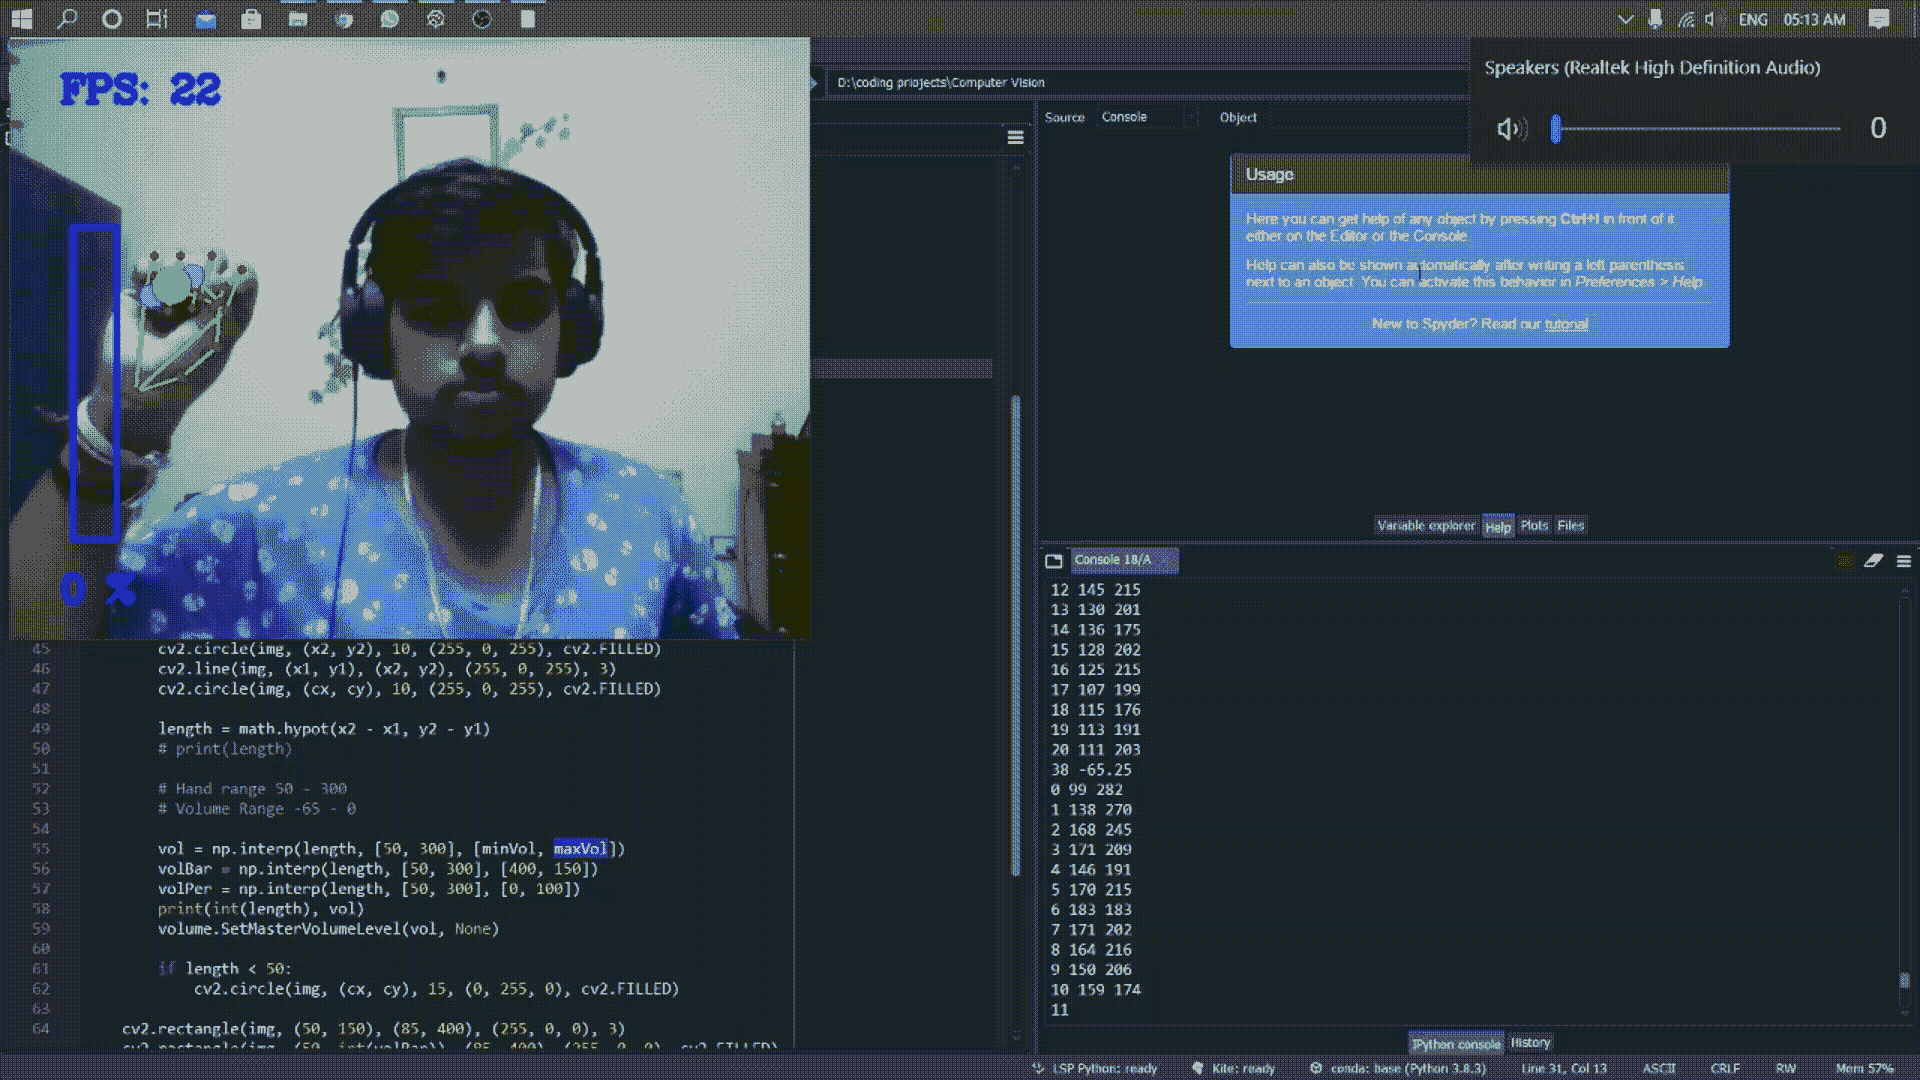 ENG 05:13 AM
FPS: 22
0 %
D:\coding priojects\Computer Vision
Speakers (Realtek High Definition Audio)
0
Source Console Object
Usage
Here you can get help of any object by pressing Ctrl+I in front of it,
either on the Editor or the Console.
Help can also be shown automatically after writing a left parenthesis
next to an object. You can activate this behavior in Preferences > Help.
New to Spyder? Read our tutorial
Variable explorer Help Plots Files
45 cv2.circle(img, (x2, y2), 10, (255, 0, 255), cv2.FILLED)
46 cv2.line(img, (x1, y1), (x2, y2), (255, 0, 255), 3)
47 cv2.circle(img, (cx, cy), 10, (255, 0, 255), cv2.FILLED)
48
49 length = math.hypot(x2 - x1, y2 - y1)
50 # print(length)
51
52 # Hand range 50 - 300
53 # Volume Range -65 - 0
54
55 vol = np.interp(length, [50, 300], [minVol, maxVol])
56 volBar = np.interp(length, [50, 300], [400, 150])
57 volPer = np.interp(length, [50, 300], [0, 100])
58 print(int(length), vol)
59 volume.SetMasterVolumeLevel(vol, None)
60
61 if length < 50:
62 cv2.circle(img, (cx, cy), 15, (0, 255, 0), cv2.FILLED)
63
64 cv2.rectangle(img, (50, 150), (85, 400), (255, 0, 0), 3)
cv2.rectangle(img, (50, int(volBar)), (85, 400), (255, 0, 0), cv2.FILLED)
Console 18/A
12 145 215
13 130 201
14 136 175
15 128 202
16 125 215
17 107 199
18 115 176
19 113 191
20 111 203
38 -65.25
0 99 282
1 138 270
2 168 245
3 171 209
4 146 191
5 170 215
6 183 183
7 171 202
8 164 216
9 150 206
10 159 174
11
IPython console History
LSP Python: ready Kite: ready conda: base (Python 3.8.3) Line 31, Col 13 ASCII CRLF RW Mem 57%